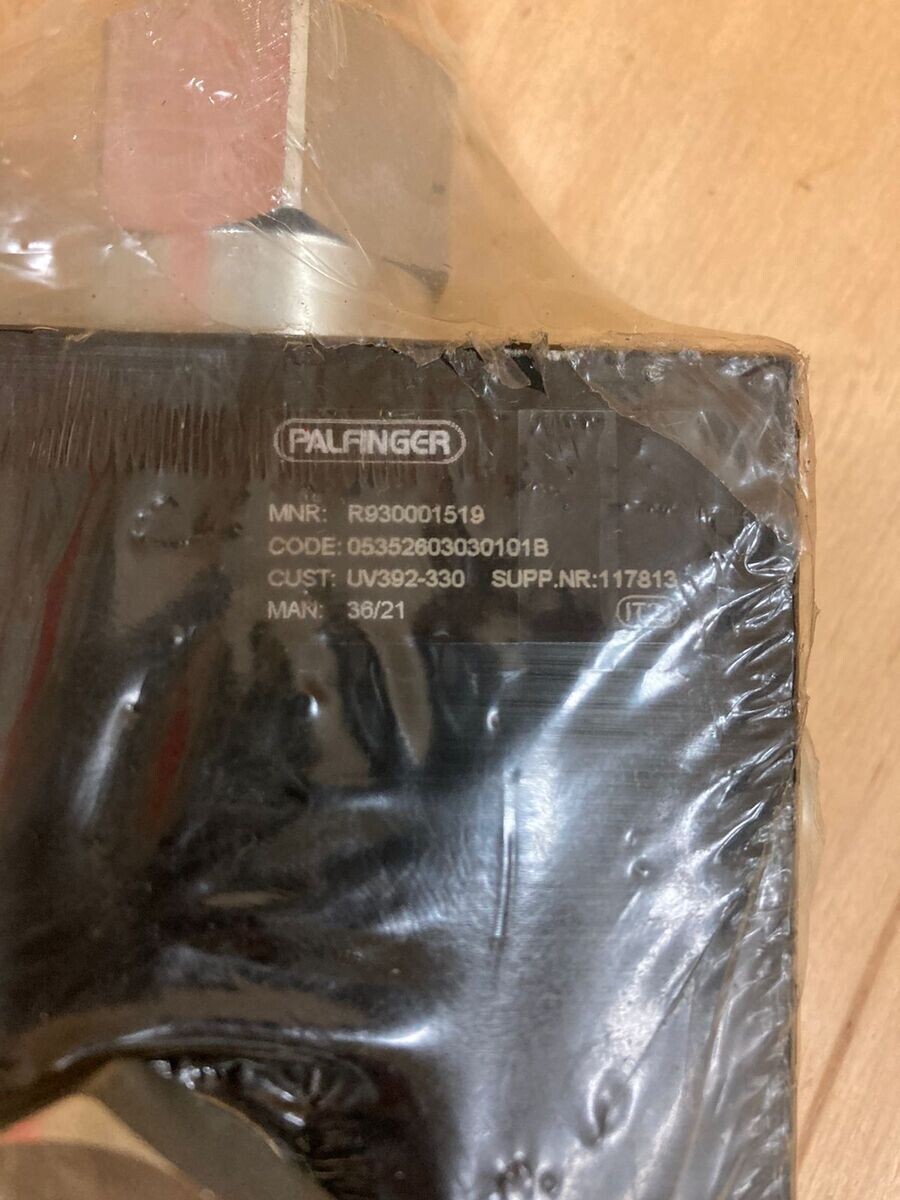 PALFINGER
MNR: R930001519
CODE: 05352603030101B
CUST: UV392-330 SUPP.NR:117813
MAN: 36/21